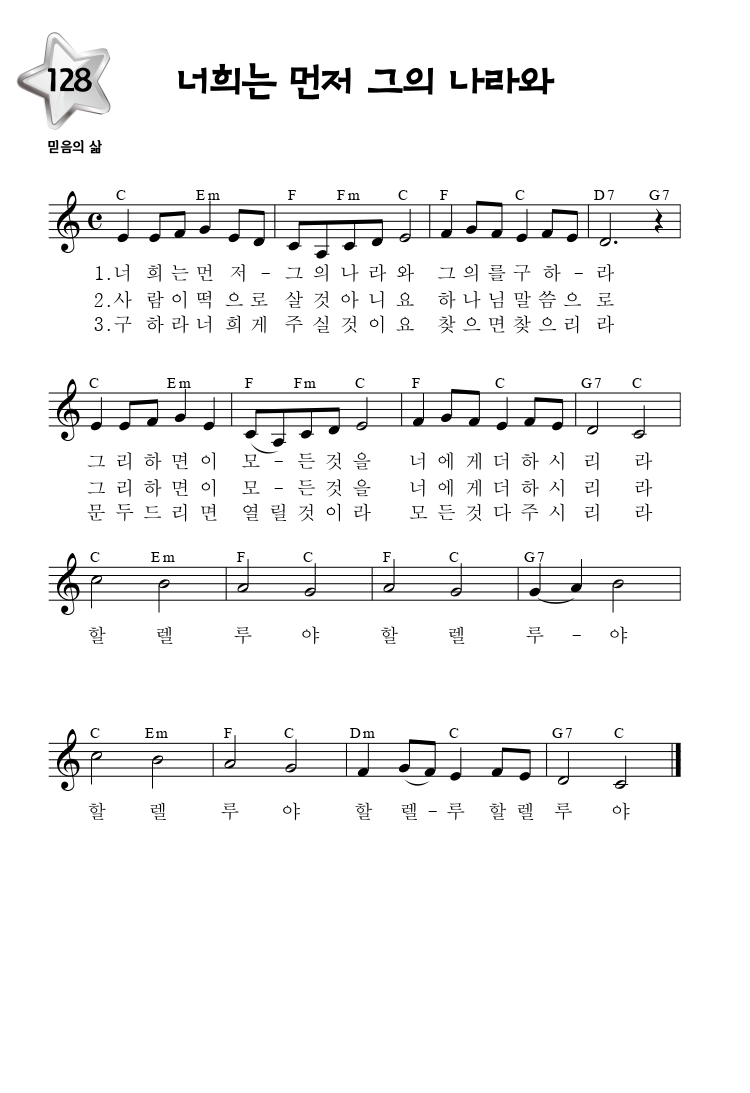 128
너희는 먼저 그의 나라와
믿음의 삶
C Em F Fm C F C D7 G7
1.너 희 는 먼 저 - 그 의 나 라 와 그 의 를 구 하 - 라
2.사 람 이 떡 으 로 살 것 아 니 요 하 나 님 말 씀 으 로
3.구 하 라 너 희 게 주 실 것 이 요 찾 으 면 찾 으 리 라
C Em F Fm C F C G7 C
그 리 하 면 이 모 - 든 것 을 너 에 게 더 하 시 리 라
그 리 하 면 이 모 - 든 것 을 너 에 게 더 하 시 리 라
문 두 드 리 면 열 릴 것 이 라 모 든 것 다 주 시 리 라
C Em F C F C G7
할 렐 루 야 할 렐 루 - 야
C Em F C Dm C G7 C
할 렐 루 야 할 렐 - 루 할 렐 루 야